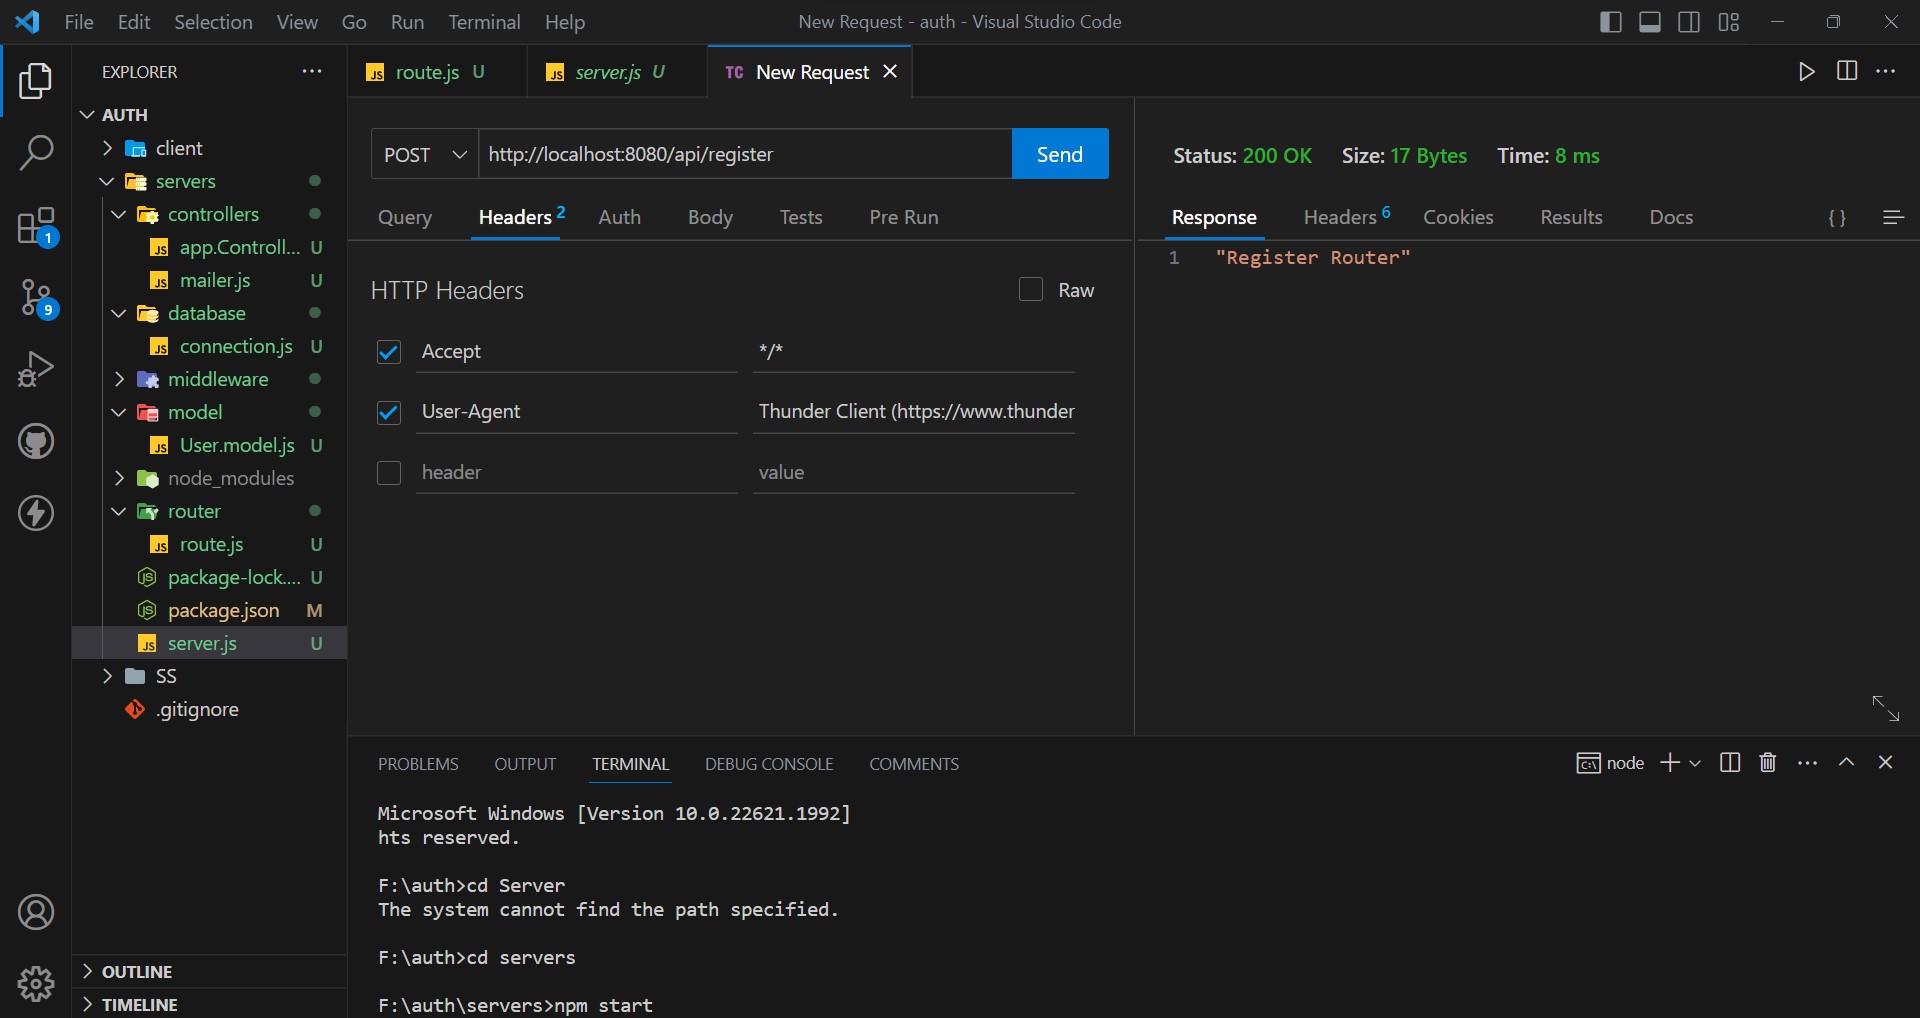 File Edit Selection View Go Run Terminal Help
New Request - auth - Visual Studio Code
EXPLORER
AUTH
client
servers
controllers
app.Controll... U
mailer.js U
database
connection.js U
middleware
model
User.model.js U
node_modules
router
route.js U
package-lock.... U
package.json M
server.js U
SS
.gitignore
OUTLINE
TIMELINE
1
9
JS route.js U
JS server.js U
TC New Request
POST http://localhost:8080/api/register Send
Query Headers 2 Auth Body Tests Pre Run
HTTP Headers Raw
Accept */*
User-Agent Thunder Client (https://www.thunder
header value
Status: 200 OK Size: 17 Bytes Time: 8 ms
Response Headers 6 Cookies Results Docs { }
1 "Register Router"
PROBLEMS OUTPUT TERMINAL DEBUG CONSOLE COMMENTS
node
Microsoft Windows [Version 10.0.22621.1992]
hts reserved.
F:\auth>cd Server
The system cannot find the path specified.
F:\auth>cd servers
F:\auth\servers>npm start